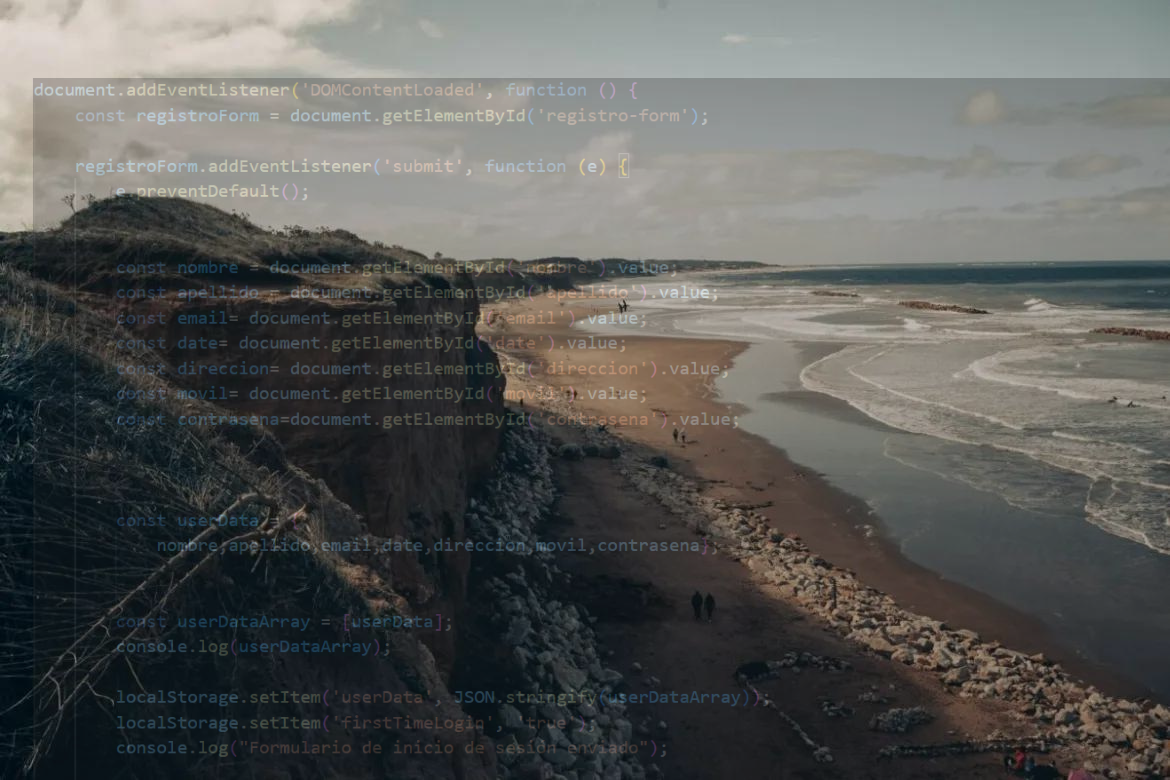 document.addEventListener('DOMContentLoaded', function () {
const registroForm = document.getElementById('registro-form');
registroForm.addEventListener('submit', function (e) {
e.preventDefault();
const nombre = document.getElementById('nombre').value;
const apellido = document.getElementById('apellido').value;
const email= document.getElementById('email').value;
const date= document.getElementById('date').value;
const direccion= document.getElementById('direccion').value;
const movil= document.getElementById('movil').value;
const contrasena=document.getElementById('contrasena').value;
const userData=
nombre,apellido,email,date,direccion,movil,contrasena};
const userDataArray = [userData];
console.log(userDataArray);
localStorage.setItem('userData', JSON.stringify(userDataArray));
localStorage.setItem('firstTimeLogin', 'true');
console.log("Formulario de inicio de sesión enviado");